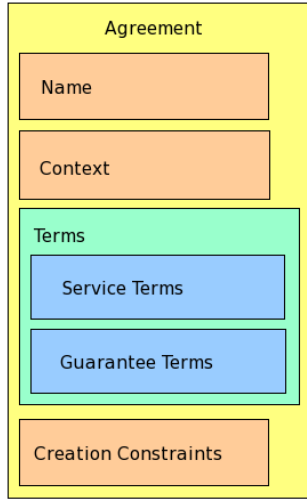 Agreement
Name
Context
Terms
Service Terms
Guarantee Terms
Creation Constraints